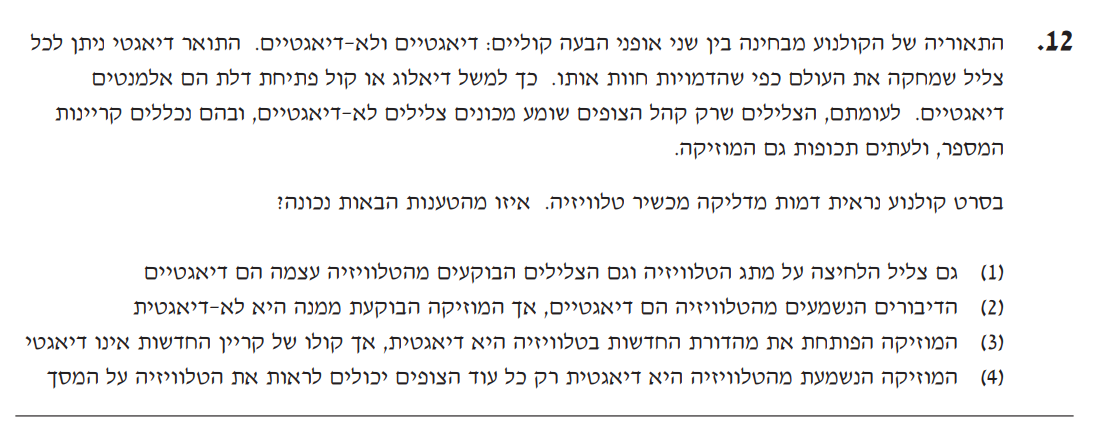 12. התאוריה של הקולנוע מבחינה בין שני אופני הבעה קוליים: דיאגטיים ולא-דיאגטיים. התואר דיאגטי ניתן לכל
צליל שמחקה את העולם כפי שהדמויות חוות אותו. כך למשל דיאלוג או קול פתיחת דלת הם אלמנטים
דיאגטיים. לעומתם, הצלילים שרק קהל הצופים שומע מכונים צלילים לא-דיאגטיים, ובהם נכללים קריינות
המספר, ולעתים תכופות גם המוזיקה.
בסרט קולנוע נראית דמות מדליקה מכשיר טלוויזיה. איזו מהטענות הבאות נכונה?
(1) גם צליל הלחיצה על מתג הטלוויזיה וגם הצלילים הבוקעים מהטלוויזיה עצמה הם דיאגטיים
(2) הדיבורים הנשמעים מהטלוויזיה הם דיאגטיים, אך המוזיקה הבוקעת ממנה היא לא-דיאגטית
(3) המוזיקה הפותחת את מהדורת החדשות בטלוויזיה היא דיאגטית, אך קולו של קריין החדשות אינו דיאגטי
(4) המוזיקה הנשמעת מהטלוויזיה היא דיאגטית רק כל עוד הצופים יכולים לראות את הטלוויזיה על המסך